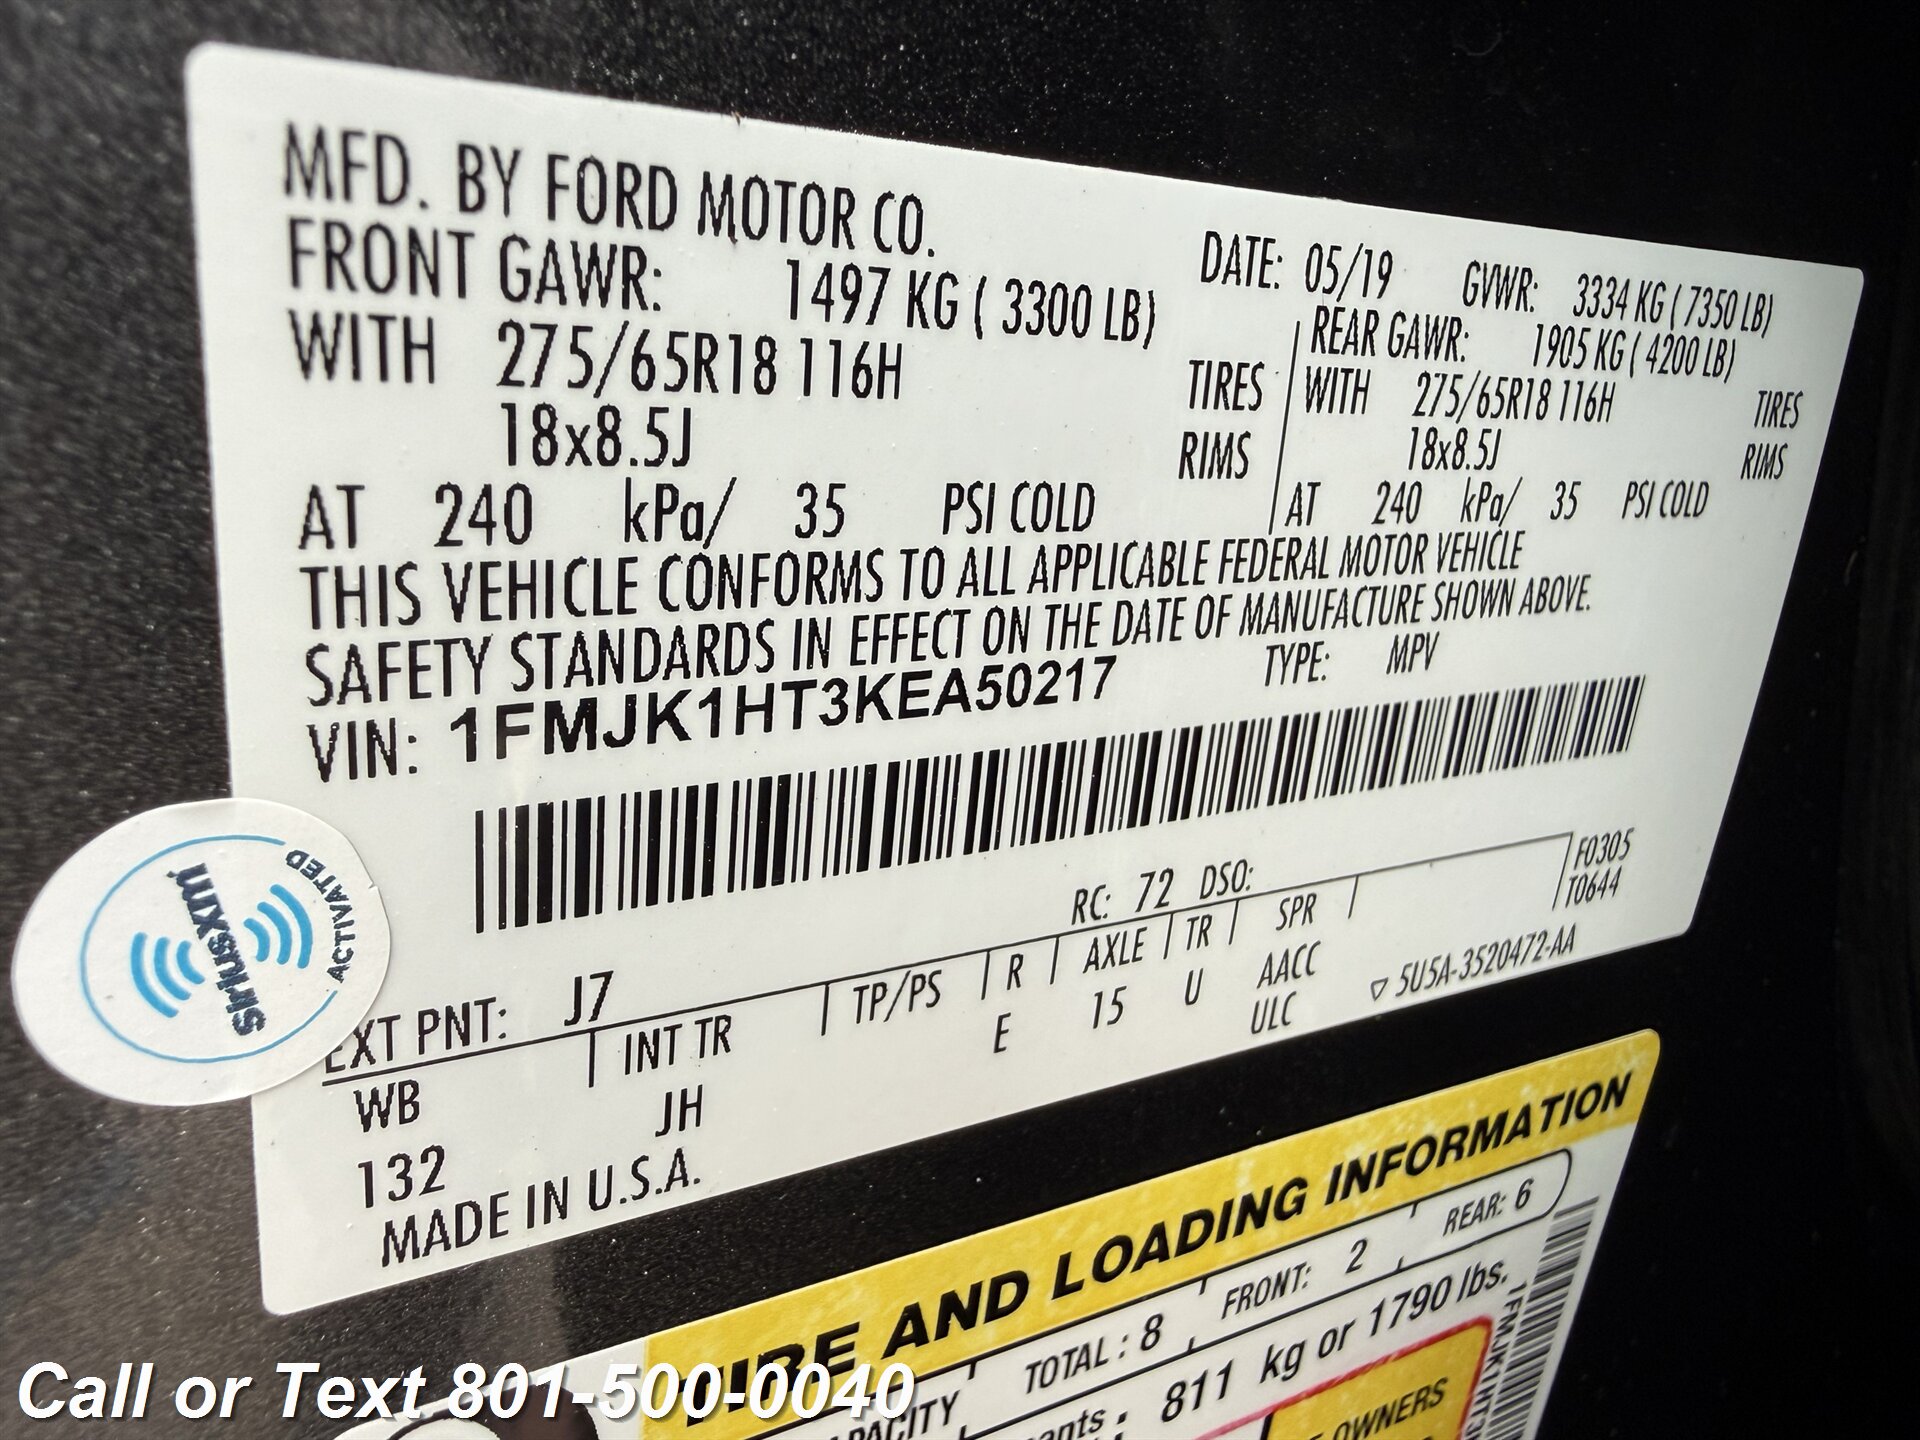 MFD. BY FORD MOTOR CO.
DATE: 05/19 GVWR: 3334 KG ( 7350 LB)
FRONT GAWR: 1497 KG ( 3300 LB)
REAR GAWR: 1905 KG ( 4200 LB)
WITH 275/65R18 116H TIRES
WITH 275/65R18 116H TIRES
18x8.5J RIMS
18x8.5J RIMS
AT 240 kPa/ 35 PSI COLD
AT 240 kPa/ 35 PSI COLD
THIS VEHICLE CONFORMS TO ALL APPLICABLE FEDERAL MOTOR VEHICLE
SAFETY STANDARDS IN EFFECT ON THE DATE OF MANUFACTURE SHOWN ABOVE.
VIN: 1FMJK1HT3KEA50217
TYPE: MPV
F0305
T0644
RC: 72 DSO:
EXT PNT: J7
WB INT TR TP/PS R AXLE TR SPR
132 JH E 15 U AACC
ULC
5U5A-3520472-AA
MADE IN U.S.A.
siriusxm
ACTIVATED
TIRE AND LOADING INFORMATION
TOTAL : 8 FRONT: 2 REAR: 6
811 kg or 1790 lbs.
OWNERS
Call or Text 801-500-0040